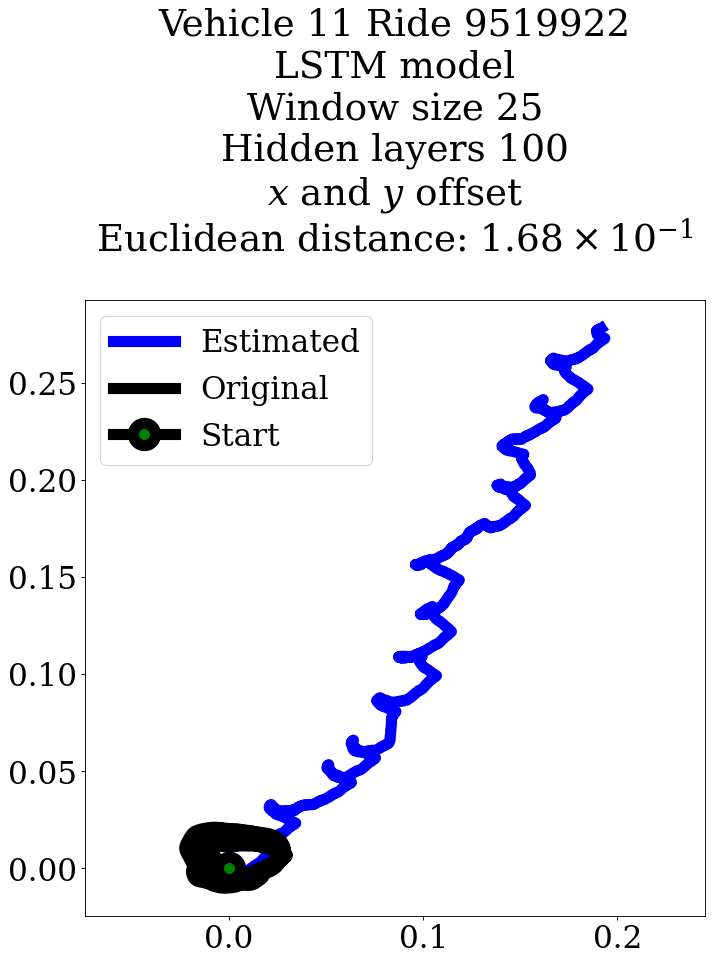 Vehicle 11 Ride 9519922
LSTM model
Window size 25
Hidden layers 100
x and y offset
Euclidean distance: 1.68 × 10⁻¹
Estimated
Original
Start
0.25
0.20
0.15
0.10
0.05
0.00
0.0 0.1 0.2